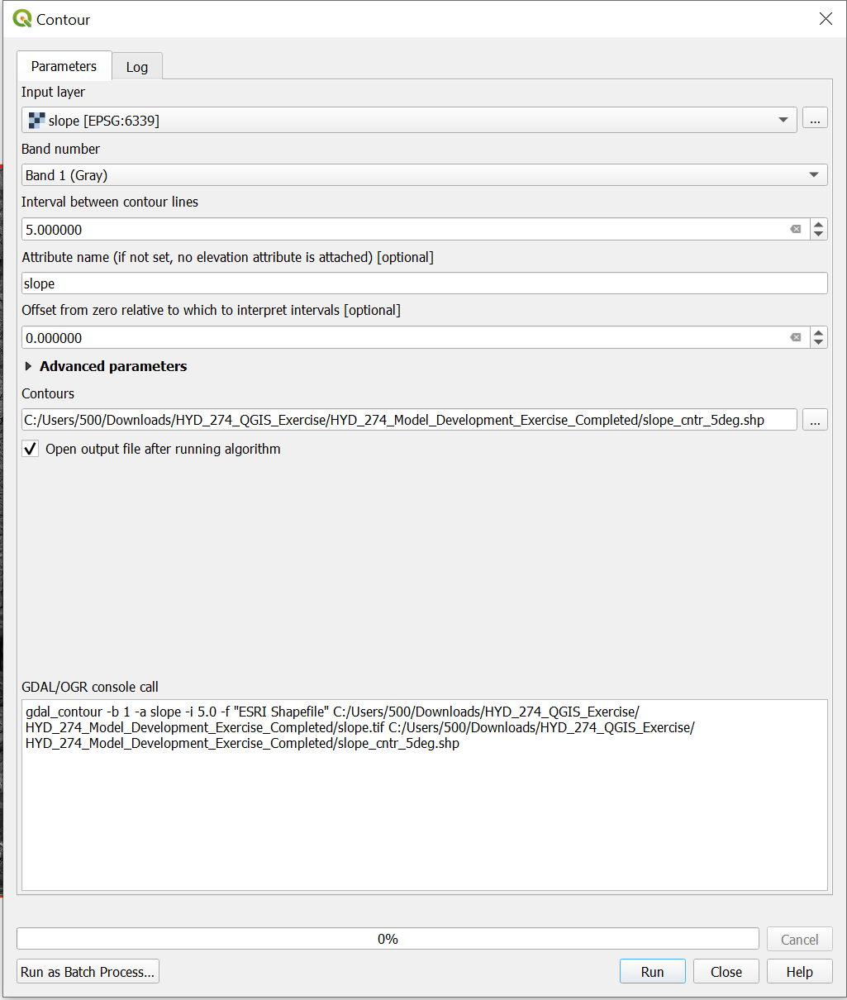 Contour
Parameters
Log
Input layer
slope [EPSG:6339]
...
Band number
Band 1 (Gray)
Interval between contour lines
5.000000
Attribute name (if not set, no elevation attribute is attached) [optional]
slope
Offset from zero relative to which to interpret intervals [optional]
0.000000
Advanced parameters
Contours
C:/Users/500/Downloads/HYD_274_QGIS_Exercise/HYD_274_Model_Development_Exercise_Completed/slope_cntr_5deg.shp
...
Open output file after running algorithm
GDAL/OGR console call
gdal_contour -b 1 -a slope -i 5.0 -f "ESRI Shapefile" C:/Users/500/Downloads/HYD_274_QGIS_Exercise/
HYD_274_Model_Development_Exercise_Completed/slope.tif C:/Users/500/Downloads/HYD_274_QGIS_Exercise/
HYD_274_Model_Development_Exercise_Completed/slope_cntr_5deg.shp
0%
Cancel
Run as Batch Process...
Run
Close
Help